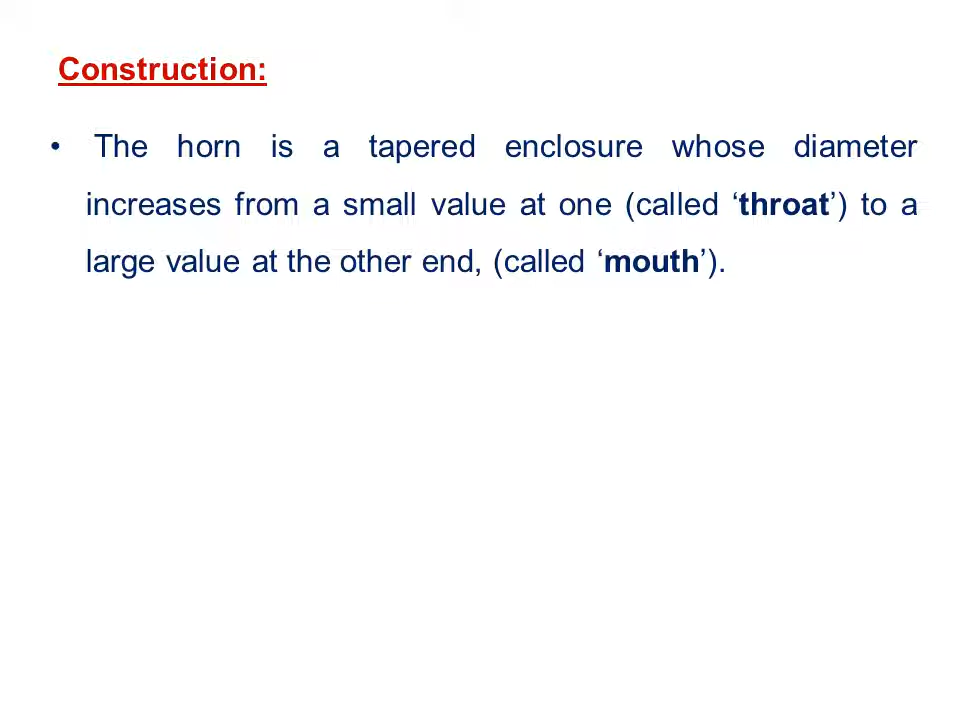 Construction:
• The horn is a tapered enclosure whose diameter
increases from a small value at one (called ‘throat’) to a
large value at the other end, (called ‘mouth’).